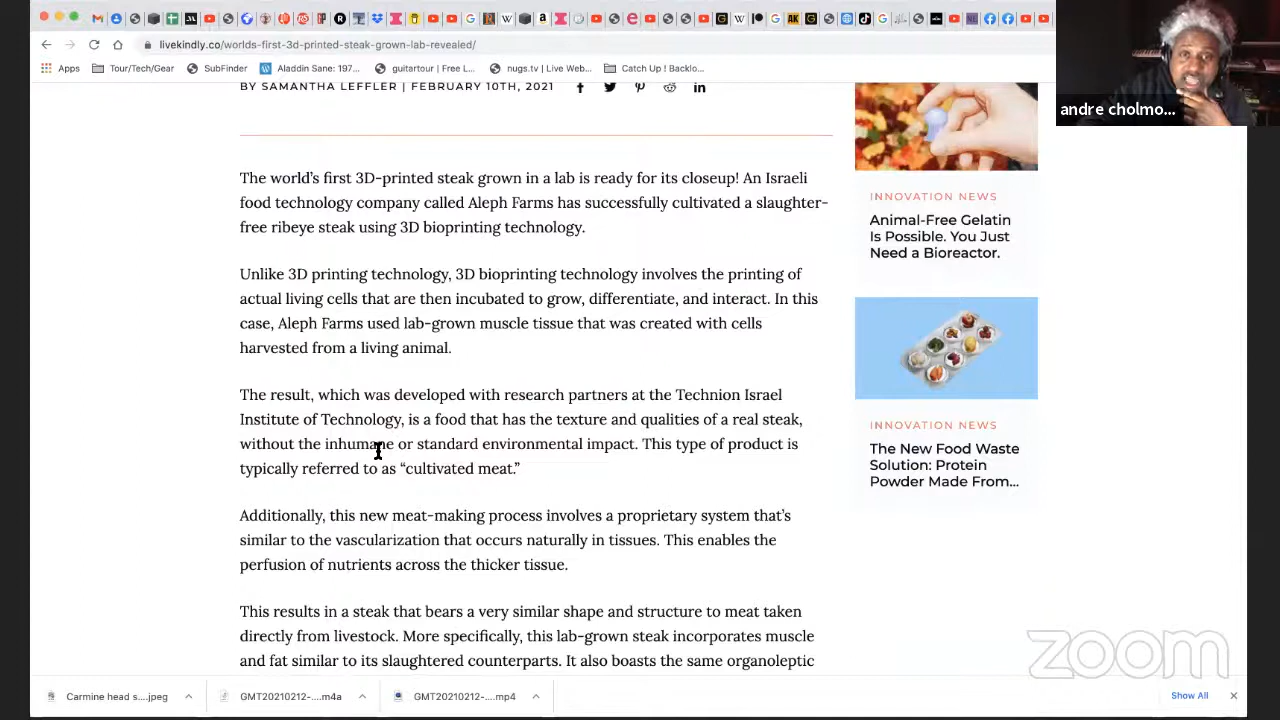 livekindly.co/worlds-first-3d-printed-steak-grown-lab-revealed/
Apps
Tour/Tech/Gear
SubFinder
Aladdin Sane: 197...
guitartour | Free L...
nugs.tv | Live Web...
Catch Up ! Backlo...
andre cholmo...
BY SAMANTHA LEFFLER | FEBRUARY 10TH, 2021
The world's first 3D-printed steak grown in a lab is ready for its closeup! An Israeli
food technology company called Aleph Farms has successfully cultivated a slaughter-
free ribeye steak using 3D bioprinting technology.
Unlike 3D printing technology, 3D bioprinting technology involves the printing of
actual living cells that are then incubated to grow, differentiate, and interact. In this
case, Aleph Farms used lab-grown muscle tissue that was created with cells
harvested from a living animal.
The result, which was developed with research partners at the Technion Israel
Institute of Technology, is a food that has the texture and qualities of a real steak,
without the inhumane or standard environmental impact. This type of product is
typically referred to as “cultivated meat.”
Additionally, this new meat-making process involves a proprietary system that's
similar to the vascularization that occurs naturally in tissues. This enables the
perfusion of nutrients across the thicker tissue.
This results in a steak that bears a very similar shape and structure to meat taken
directly from livestock. More specifically, this lab-grown steak incorporates muscle
and fat similar to its slaughtered counterparts. It also boasts the same organoleptic
INNOVATION NEWS
Animal-Free Gelatin
Is Possible. You Just
Need a Bioreactor.
INNOVATION NEWS
The New Food Waste
Solution: Protein
Powder Made From...
zoom
Carmine head s....jpeg
GMT20210212-....m4a
GMT20210212-....mp4
Show All